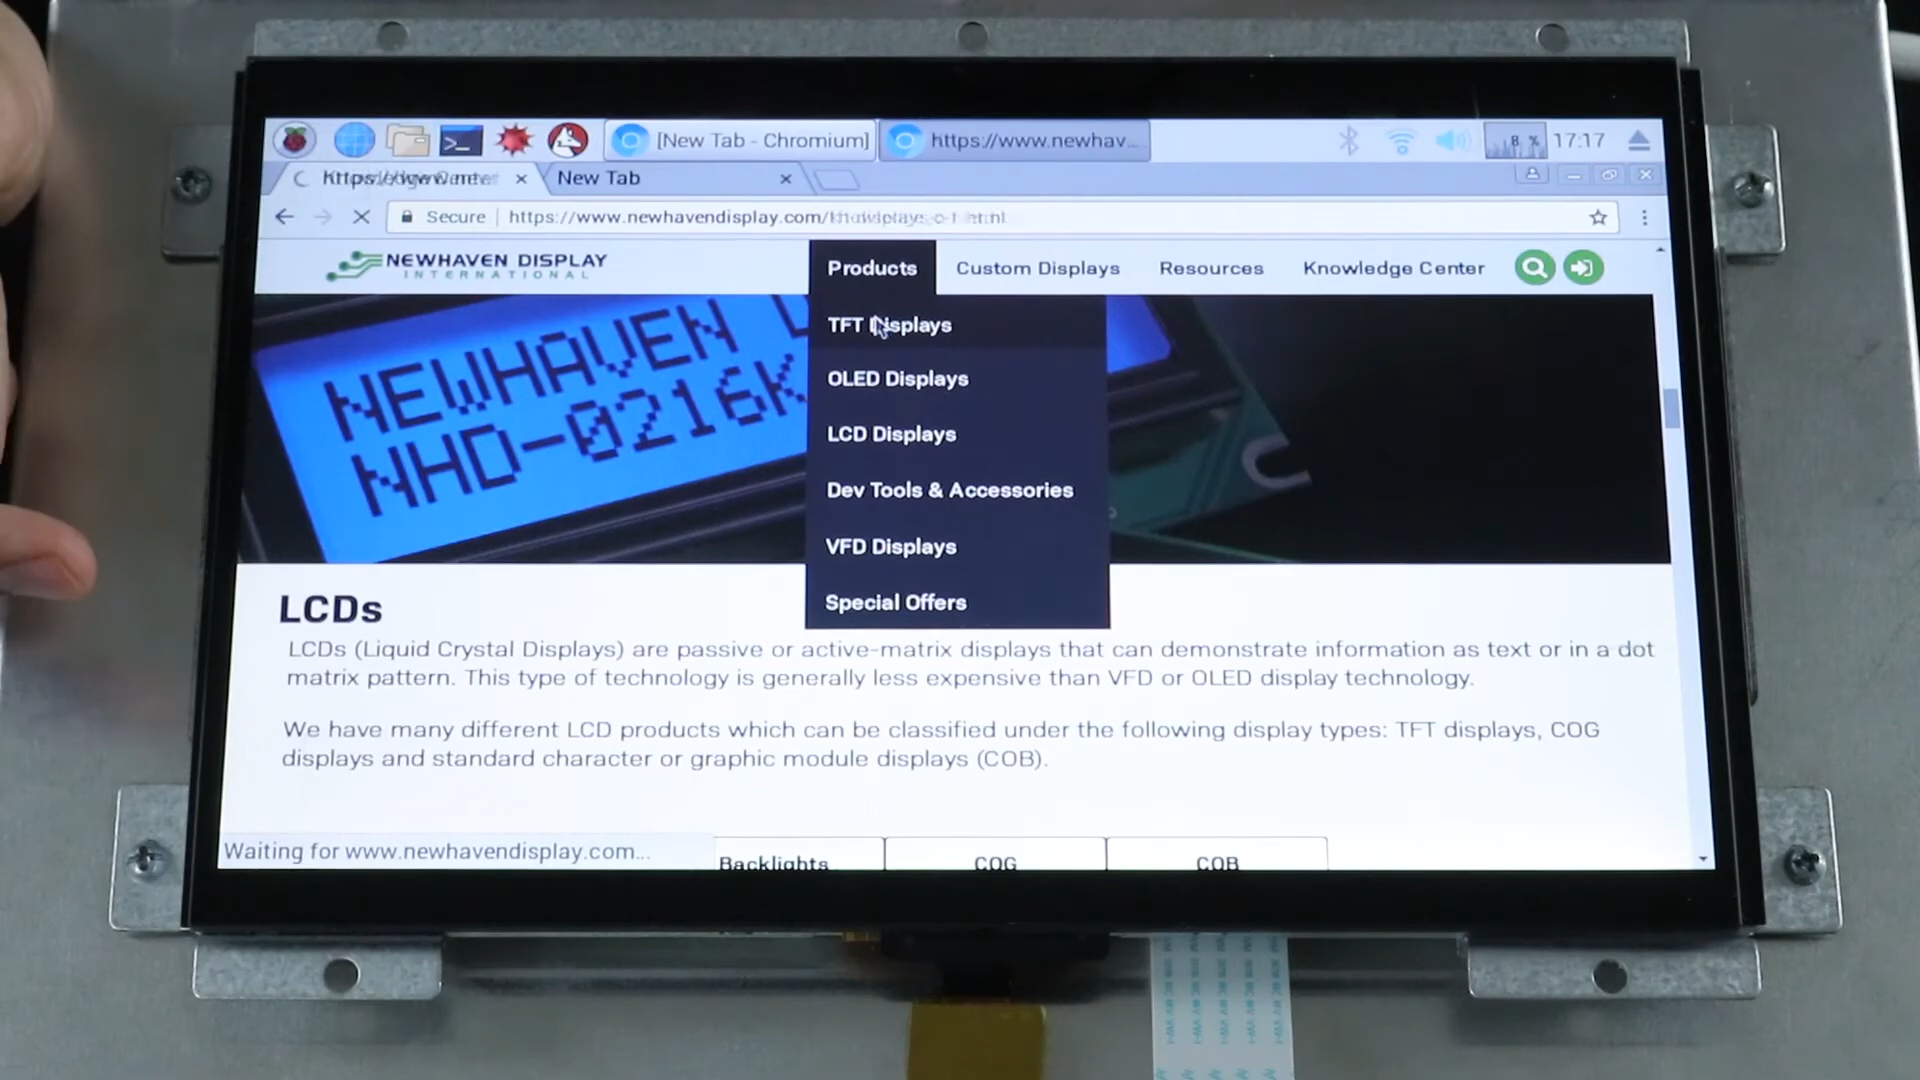 [New Tab - Chromium]
https://www.newhav...
8 %
17:17
New Tab
Secure
https://www.newhavendisplay.com/
NEWHAVEN DISPLAY
INTERNATIONAL
Products
Custom Displays
Resources
Knowledge Center
NEWHAVEN
NHD-0216K
TFT Displays
OLED Displays
LCD Displays
Dev Tools & Accessories
VFD Displays
Special Offers
LCDs
LCDs (Liquid Crystal Displays) are passive or active-matrix displays that can demonstrate information as text or in a dot
matrix pattern. This type of technology is generally less expensive than VFD or OLED display technology.
We have many different LCD products which can be classified under the following display types: TFT displays, COG
displays and standard character or graphic module displays (COB).
Waiting for www.newhavendisplay.com...
Backlights
COG
COB